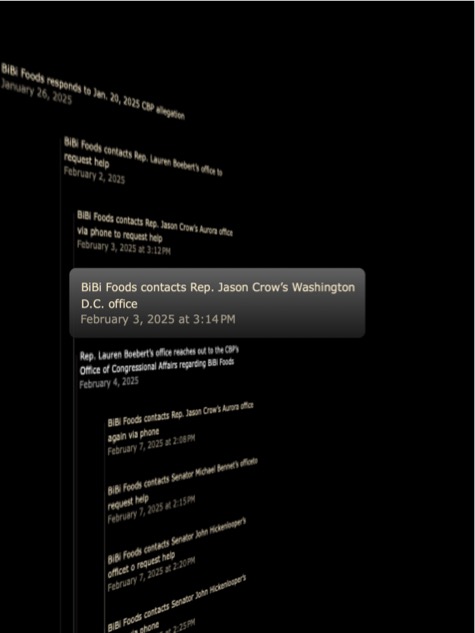 BiBi Foods responds to Jan. 20, 2025 CBP allegation
January 26, 2025
BiBi Foods contacts Rep. Lauren Boebert's office to
request help
February 2, 2025
BiBi Foods contacts Rep. Jason Crow's Aurora office
via phone to request help
February 3, 2025 at 3:12 PM
BiBi Foods contacts Rep. Jason Crow's Washington
D.C. office
February 3, 2025 at 3:14 PM
Rep. Lauren Boebert's office reaches out to the CBP's
Office of Congressional Affairs regarding BiBi Foods
February 4, 2025
BiBi Foods contacts Rep. Jason Crow's Aurora office
again via phone
February 7, 2025 at 2:08 PM
BiBi Foods contacts Senator Michael Bennet's officeto
request help
February 7, 2025 at 2:15 PM
BiBi Foods contacts Senator John Hickenlooper's
officet o request help
February 7, 2025 at 2:20 PM
BiBi Foods contacts Senator John Hickenlooper's
phone
2:25 PM